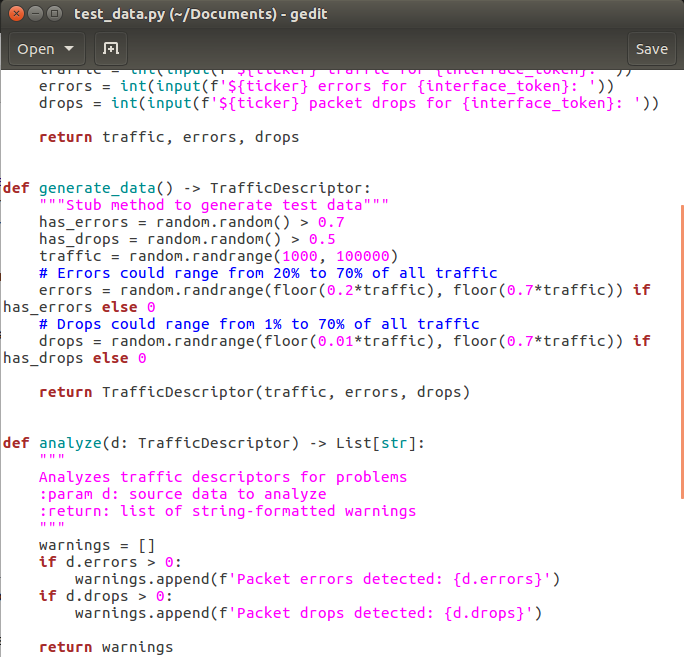 test_data.py (~/Documents) - gedit
Open
Save
traffic = int(input(f'${ticker} traffic for {interface_token}: '))
errors = int(input(f'${ticker} errors for {interface_token}: '))
drops = int(input(f'${ticker} packet drops for {interface_token}: '))
return traffic, errors, drops
def generate_data() -> TrafficDescriptor:
"""Stub method to generate test data"""
has_errors = random.random() > 0.7
has_drops = random.random() > 0.5
traffic = random.randrange(1000, 100000)
# Errors could range from 20% to 70% of all traffic
errors = random.randrange(floor(0.2*traffic), floor(0.7*traffic)) if
has_errors else 0
# Drops could range from 1% to 70% of all traffic
drops = random.randrange(floor(0.01*traffic), floor(0.7*traffic)) if
has_drops else 0
return TrafficDescriptor(traffic, errors, drops)
def analyze(d: TrafficDescriptor) -> List[str]:
"""
Analyzes traffic descriptors for problems
:param d: source data to analyze
:return: list of string-formatted warnings
"""
warnings = []
if d.errors > 0:
warnings.append(f'Packet errors detected: {d.errors}')
if d.drops > 0:
warnings.append(f'Packet drops detected: {d.drops}')
return warnings